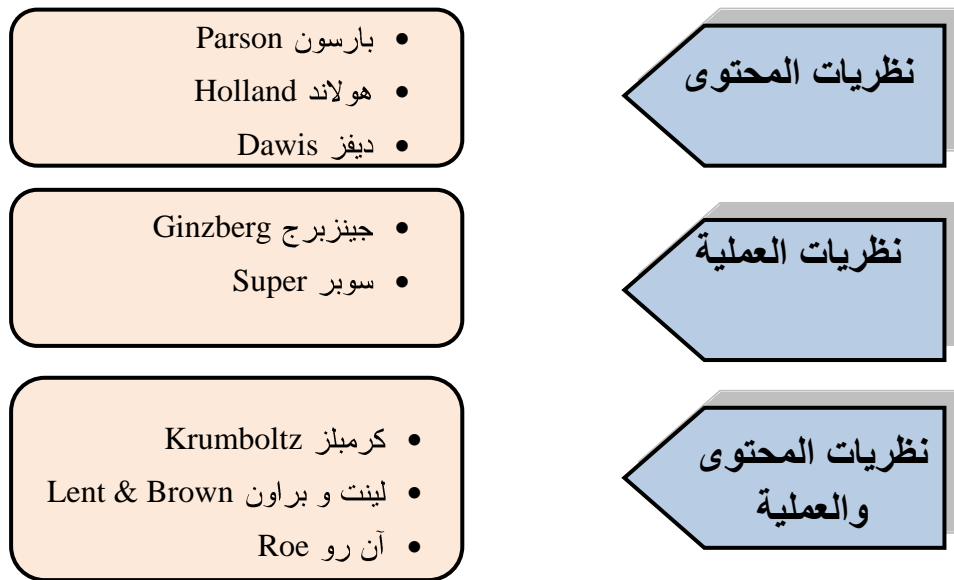 نظريات المحتوى
• بارسون Parson
• هولاند Holland
• ديفز Dawis
نظريات العملية
• جينزبرج Ginzberg
• سوبر Super
نظريات المحتوى
والعملية
• كرمبلز Krumboltz
• لينت و براون Lent & Brown
• آن رو Roe